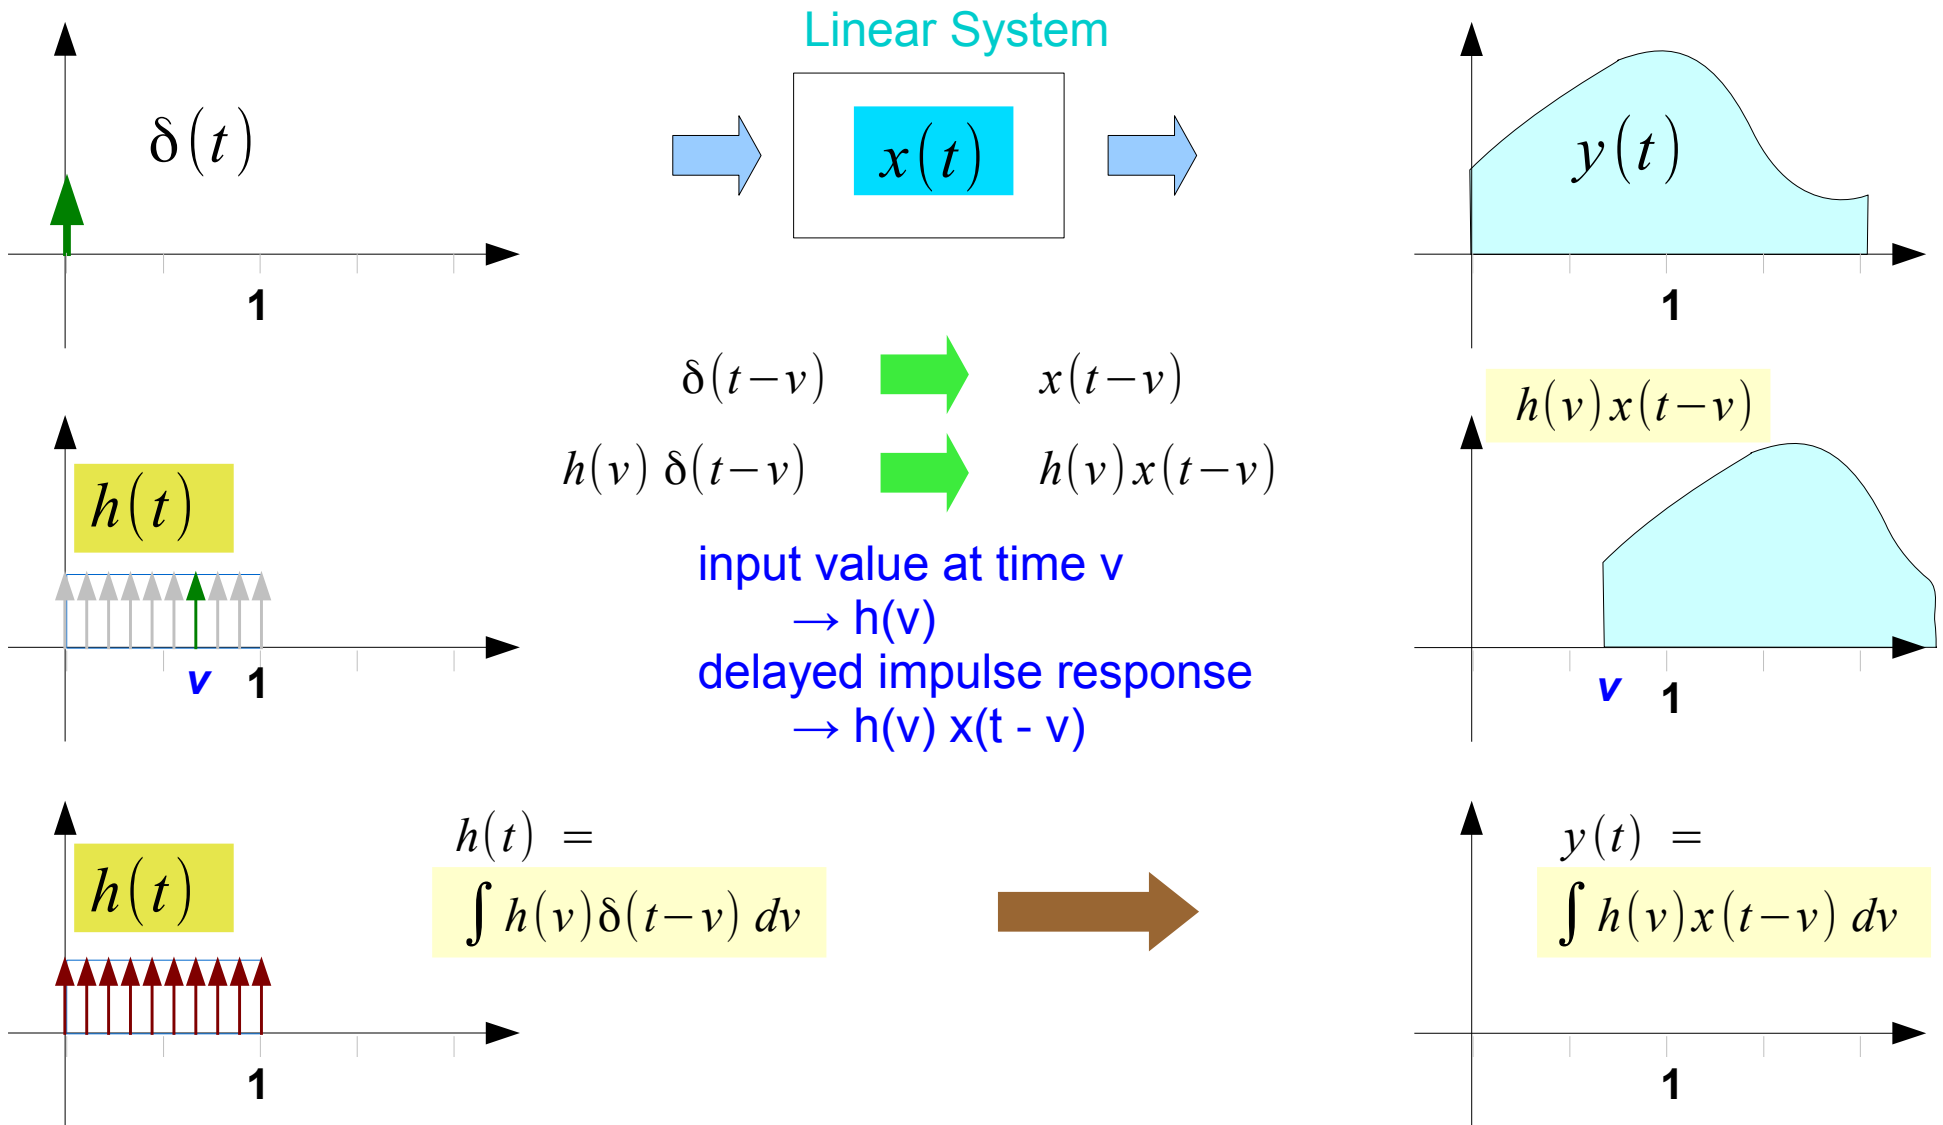 Linear System
δ(t)
x(t)
y(t)
1
1
δ(t−v) x(t−v)
h(v)x(t−v)
h(v) δ(t−v) h(v)x(t−v)
h(t)
input value at time v
→ h(v)
delayed impulse response
→ h(v) x(t - v)
v 1
v 1
h(t) =
∫ h(v)δ(t−v) dv
h(t)
y(t) =
∫ h(v)x(t−v) dv
1
1